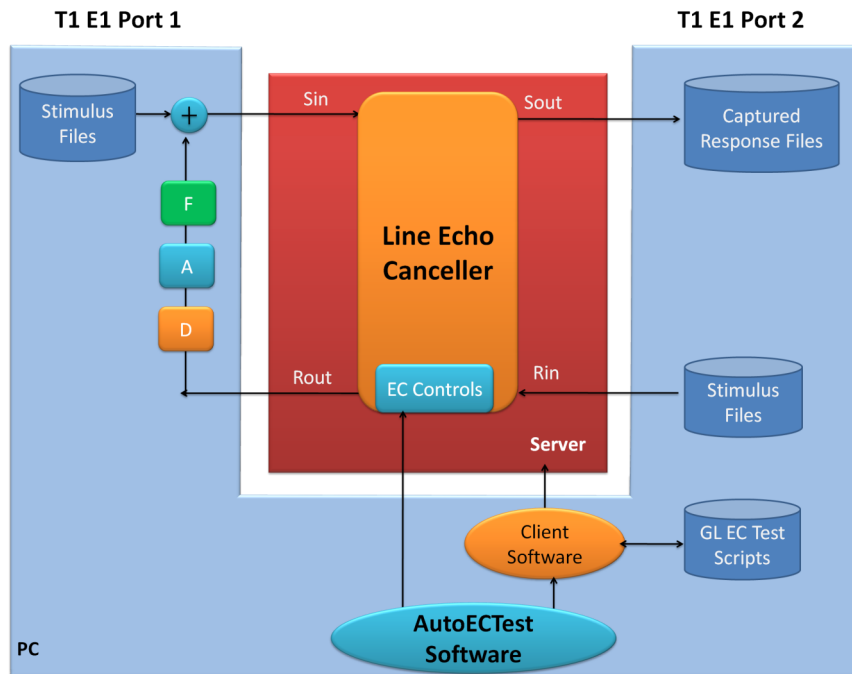 T1 E1 Port 1
T1 E1 Port 2
Stimulus
Files
+
Sin
Sout
Captured
Response Files
F
A
D
Line Echo
Canceller
Rout
EC Controls
Rin
Stimulus
Files
Server
Client
Software
GL EC Test
Scripts
AutoECTest
Software
PC